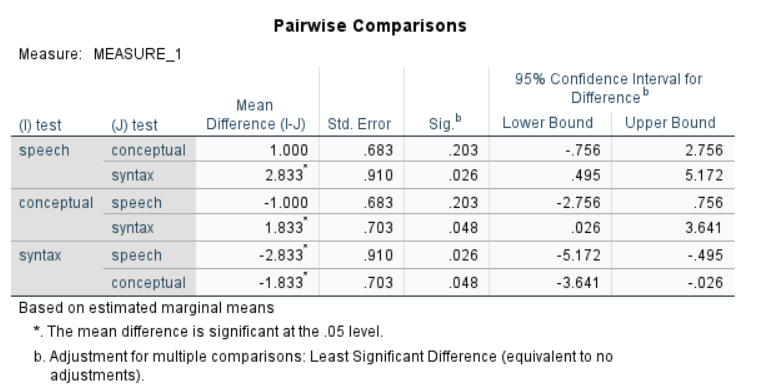 Pairwise Comparisons
Measure: MEASURE_1
95% Confidence Interval for
Difference b
Mean
(I) test (J) test Difference (I-J) Std. Error Sig.b Lower Bound Upper Bound
speech conceptual 1.000 .683 .203 -.756 2.756
syntax 2.833* .910 .026 .495 5.172
conceptual speech -1.000 .683 .203 -2.756 .756
syntax 1.833* .703 .048 .026 3.641
syntax speech -2.833* .910 .026 -5.172 -.495
conceptual -1.833* .703 .048 -3.641 -.026
Based on estimated marginal means
*. The mean difference is significant at the .05 level.
b. Adjustment for multiple comparisons: Least Significant Difference (equivalent to no
adjustments).